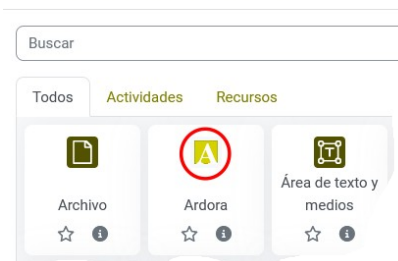 Buscar
Todos Actividades Recursos
Archivo
Ardora
Área de texto y
medios